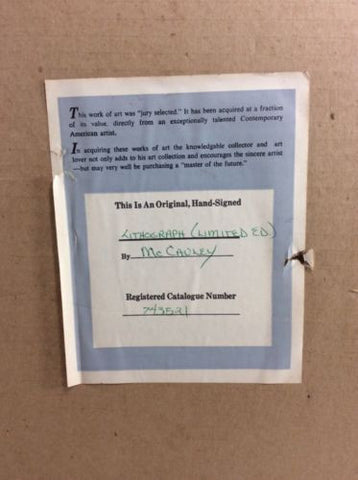 This work of art was "jury selected." It has been acquired at a fraction
of its value, directly from an exceptionally talented Contemporary
American artist.
In acquiring these works of art the knowledgable collector and art
lover not only adds to his art collection and encourages the sincere artist
—but may very well be purchasing a "master of the future."
This Is An Original, Hand-Signed
LITHOGRAPH (LIMITED ED.)
By McCauley
Registered Catalogue Number
743521